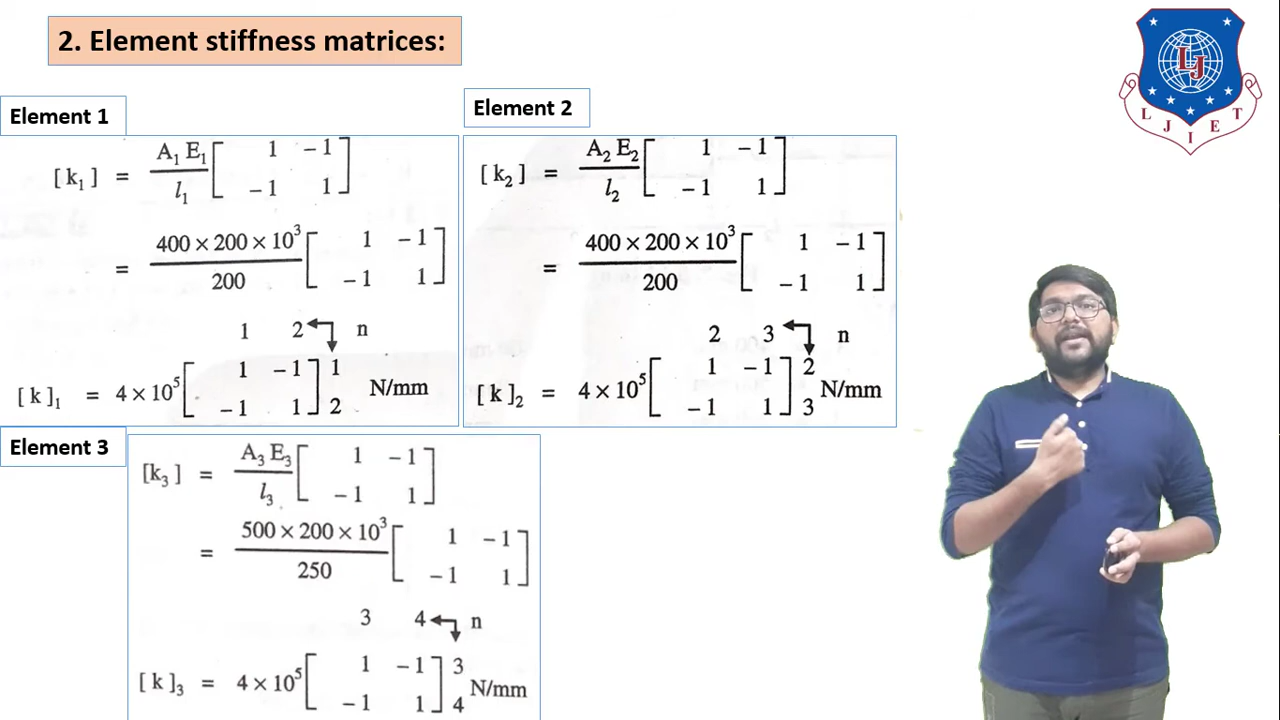 2. Element stiffness matrices:
L J I E T
LJ
Element 1
[k₁] = A₁ E₁ / l₁ [ 1 −1
−1 1 ]
= 400 × 200 × 10³ / 200 [ 1 −1
−1 1 ]
1 2 n
[k]₁ = 4 × 10⁵ [ 1 −1 ] 1 N/mm
−1 1 2
Element 2
[k₂] = A₂ E₂ / l₂ [ 1 −1
−1 1 ]
= 400 × 200 × 10³ / 200 [ 1 −1
−1 1 ]
2 3 n
[k]₂ = 4 × 10⁵ [ 1 −1 ] 2 N/mm
−1 1 3
Element 3
[k₃] = A₃ E₃ / l₃ [ 1 −1
−1 1 ]
= 500 × 200 × 10³ / 250 [ 1 −1
−1 1 ]
3 4 n
[k]₃ = 4 × 10⁵ [ 1 −1 ] 3 N/mm
−1 1 4